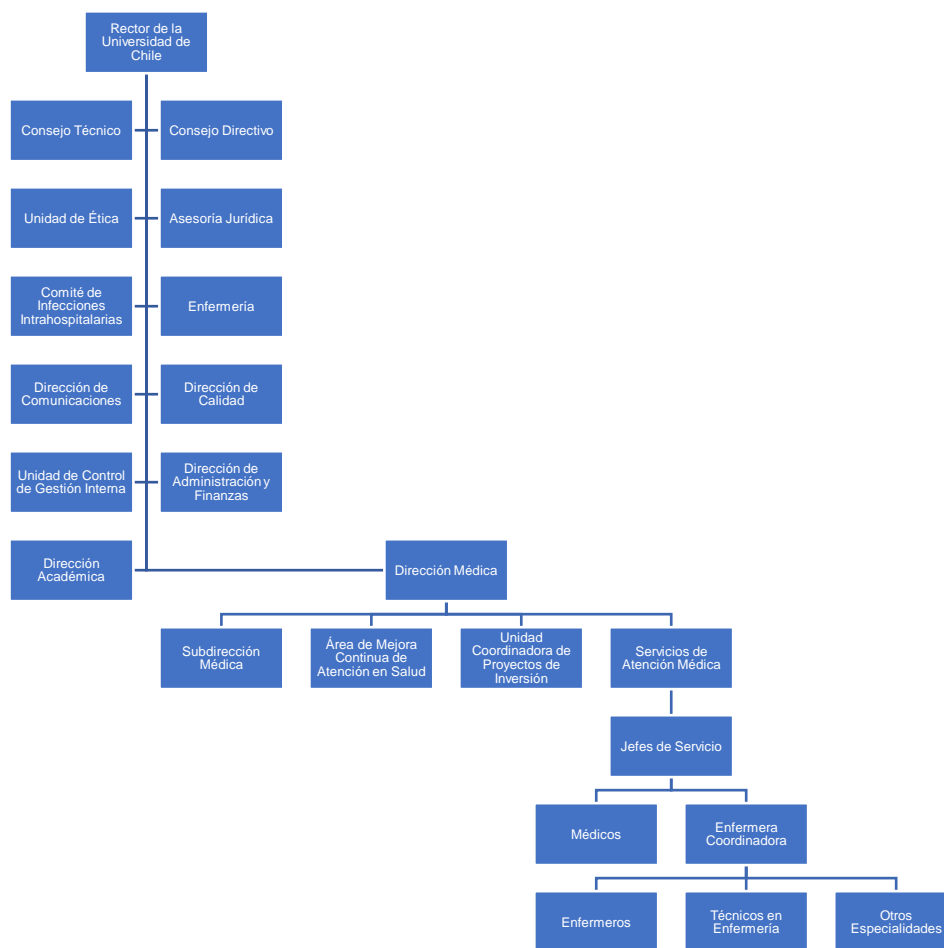 Rector de la
Universidad de
Chile
Consejo Técnico
Consejo Directivo
Unidad de Ética
Asesoría Jurídica
Comité de
Infecciones
Intrahospitalarias
Enfermería
Dirección de
Comunicaciones
Dirección de
Calidad
Unidad de Control
de Gestión Interna
Dirección de
Administración y
Finanzas
Dirección
Académica
Dirección Médica
Subdirección
Médica
Área de Mejora
Continua de
Atención en Salud
Unidad
Coordinadora de
Proyectos de
Inversión
Servicios de
Atención Médica
Jefes de Servicio
Médicos
Enfermera
Coordinadora
Enfermeros
Técnicos en
Enfermería
Otros
Especialidades